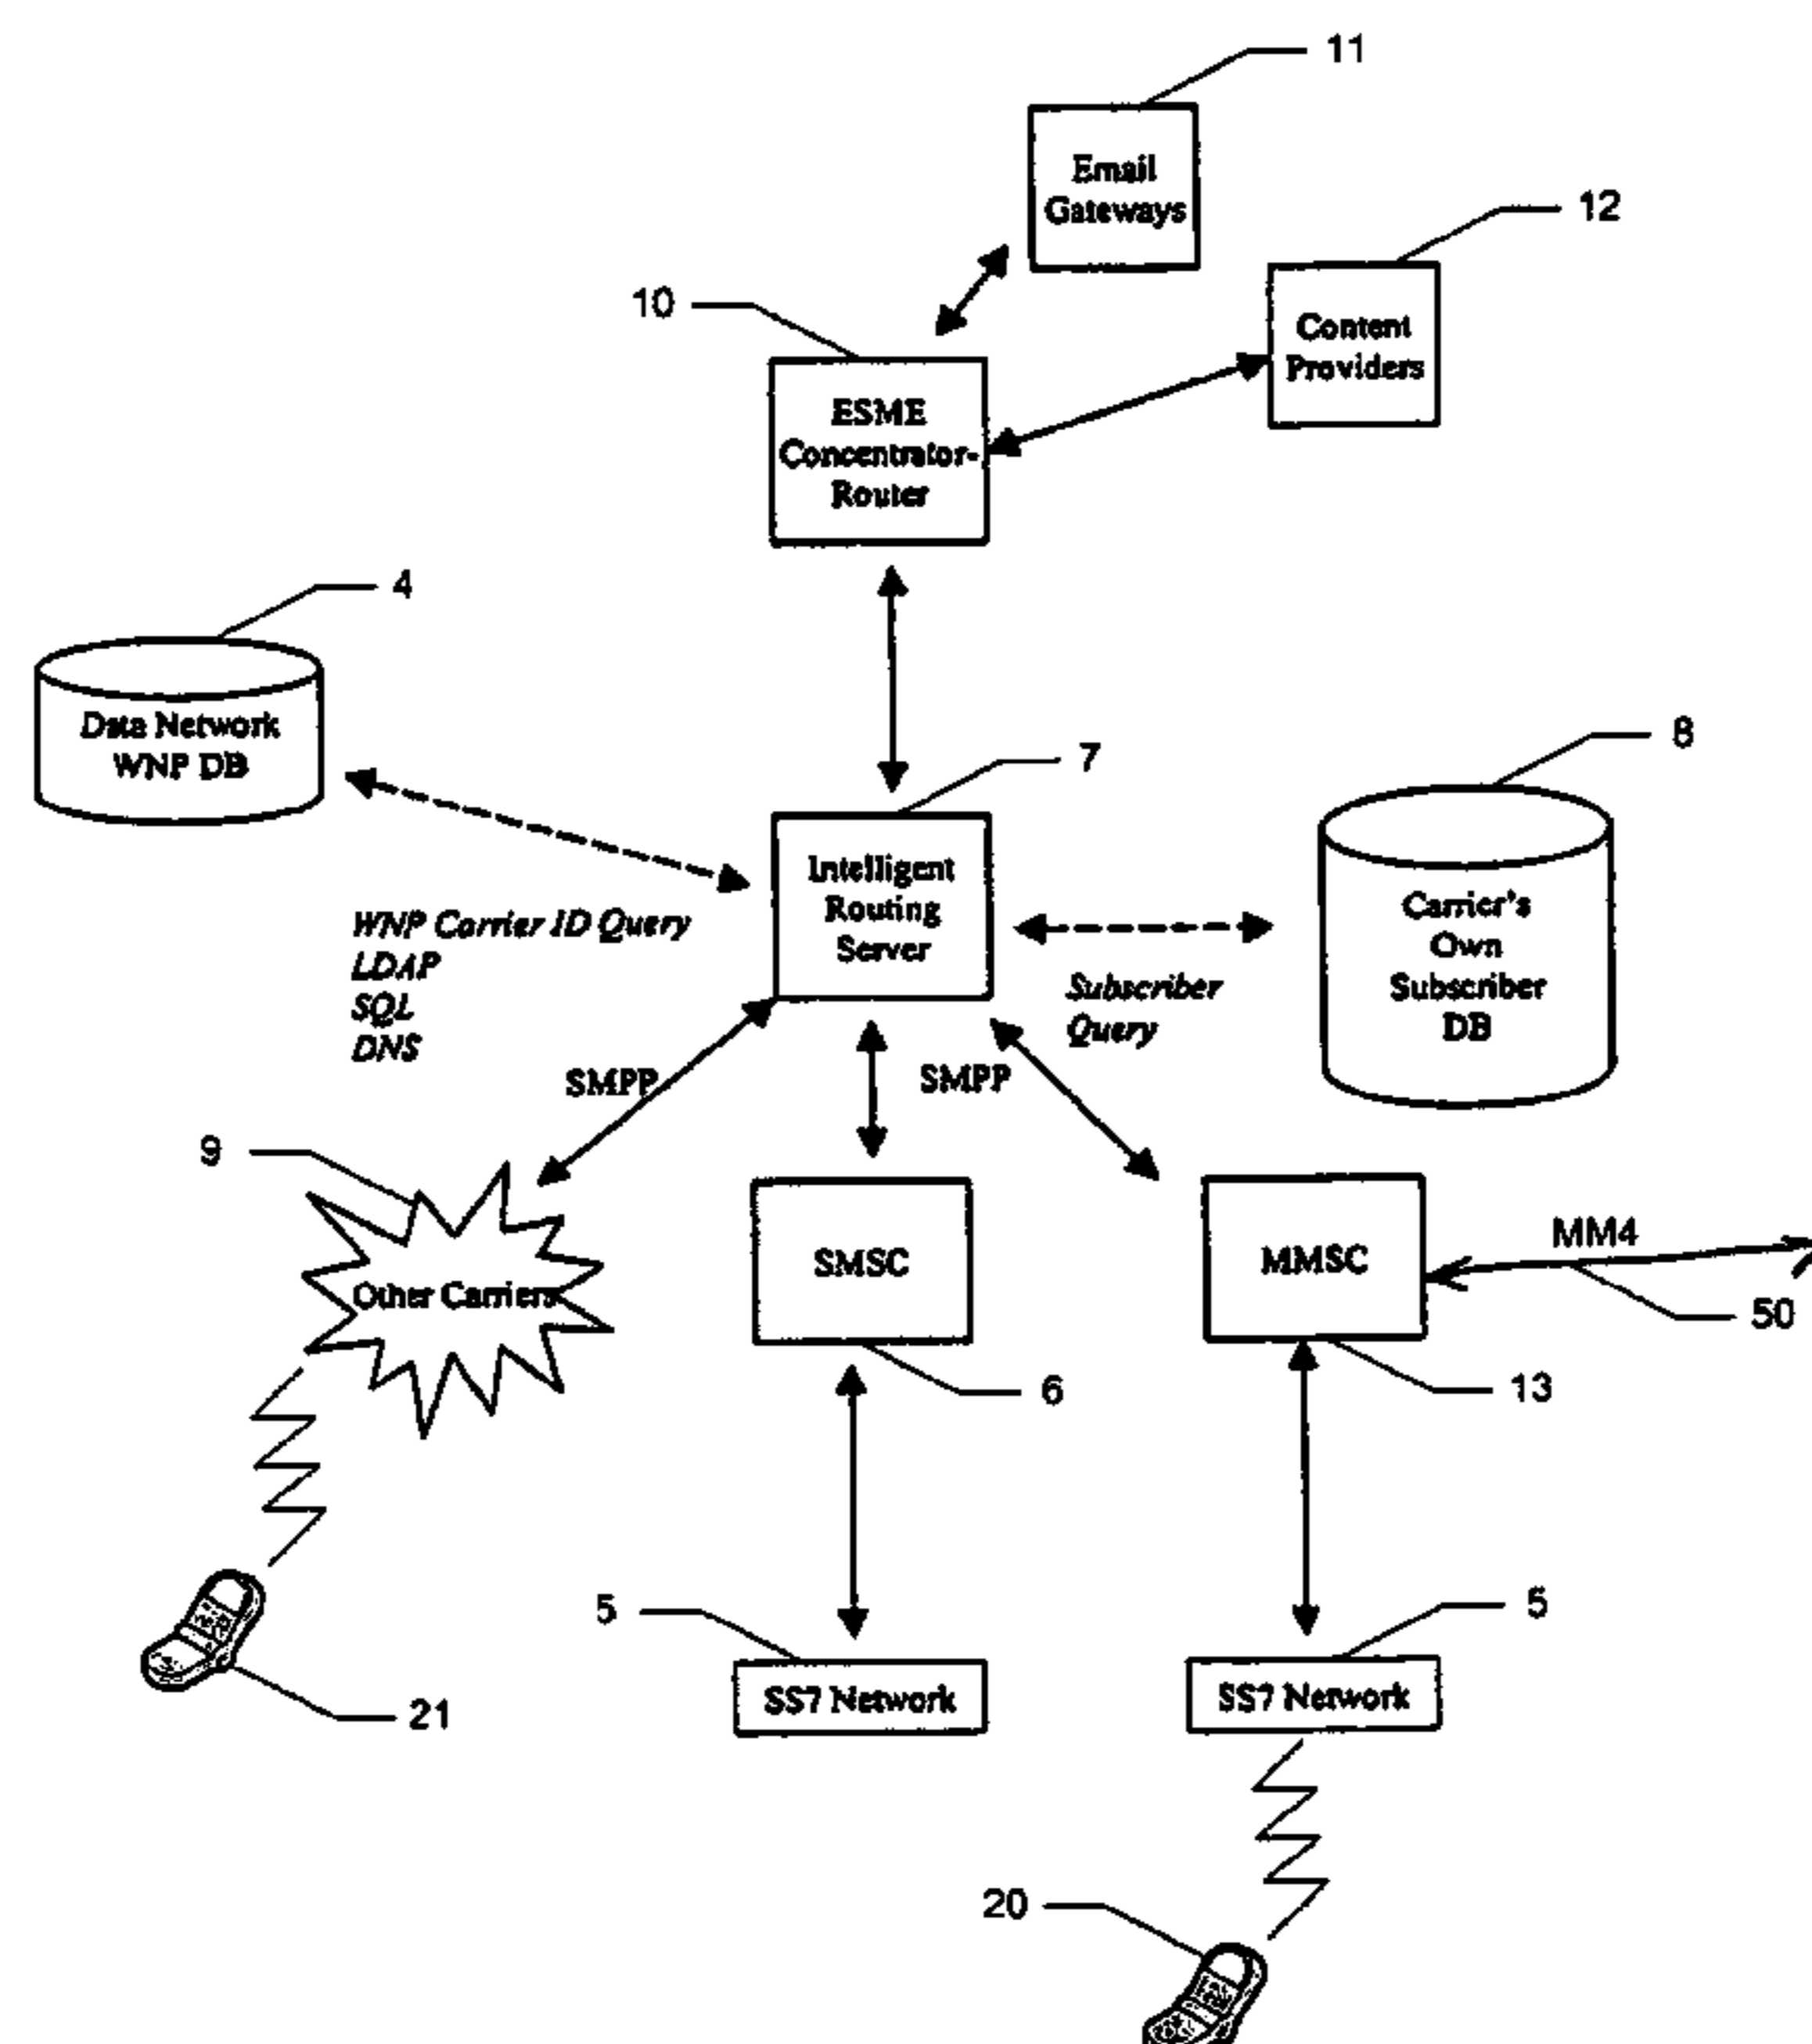 11
Email
Gateways
12
Content
Providers
10
ESME
Concentrator-
Router
4
Data Network
WNP DB
7
Intelligent
Routing
Server
8
Carrier's
Own
Subscriber
DB
WNP Carrier ID Query
LDAP
SQL
DNS
Subscriber
Query
SMPP
SMPP
9
Other Carriers
SMSC
6
MMSC
13
MM4
50
5
SS7 Network
5
SS7 Network
21
20